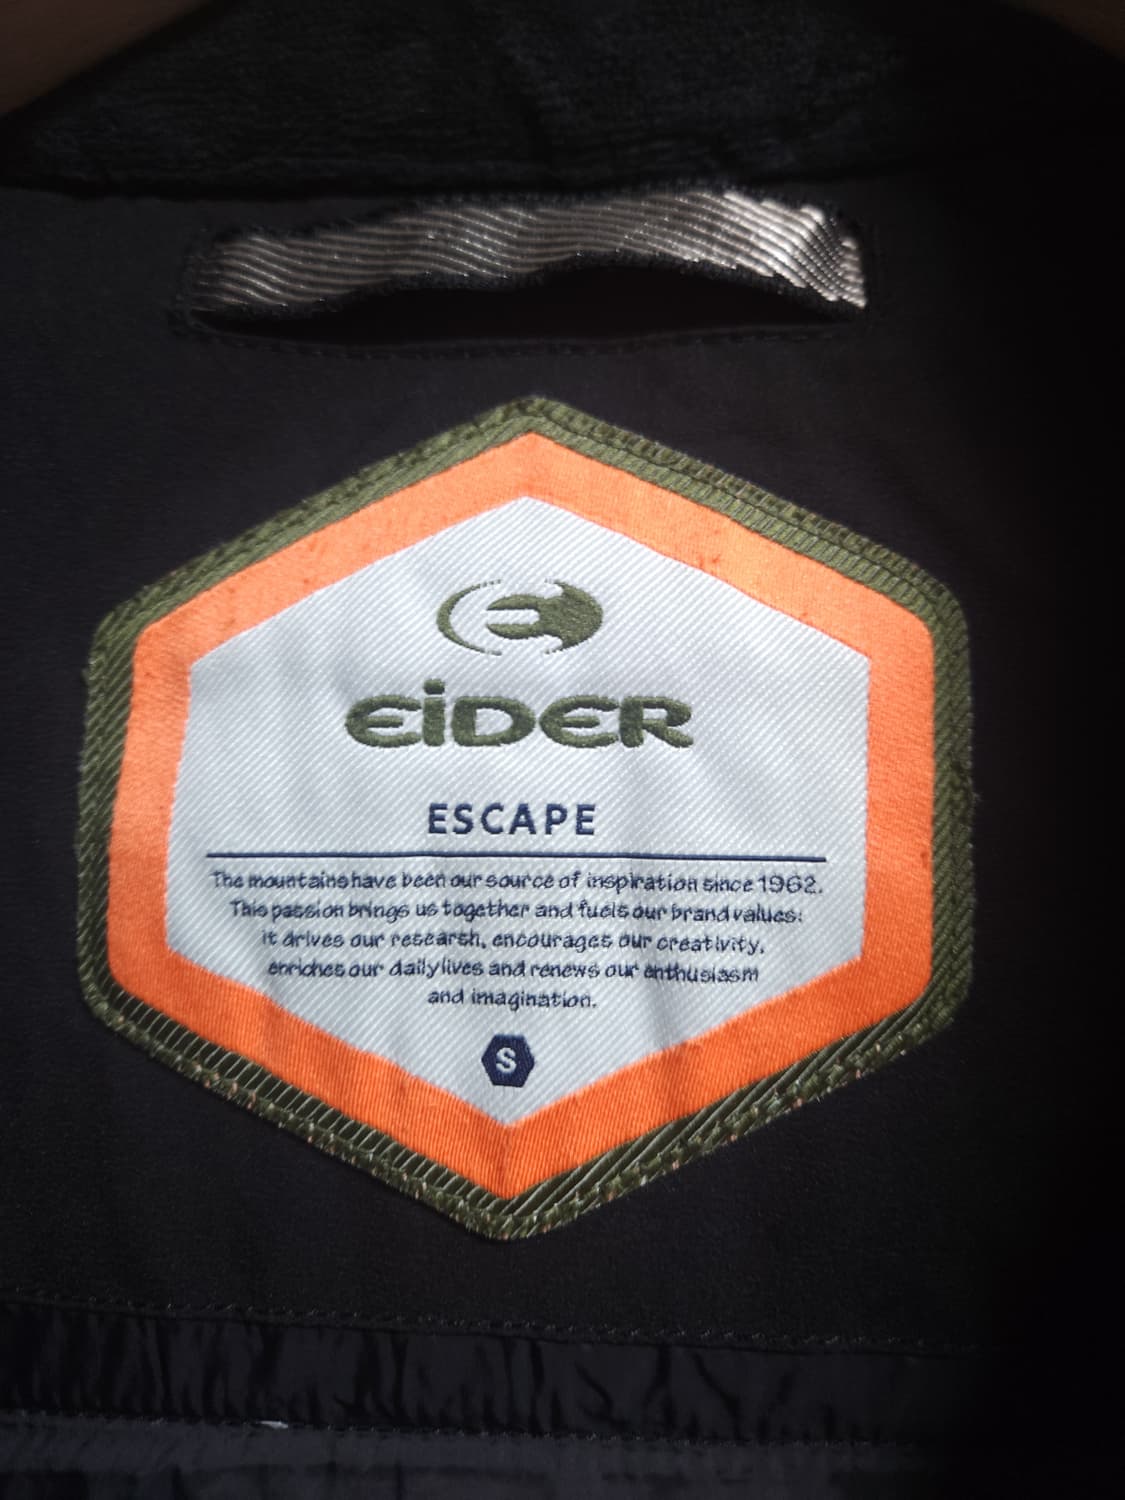 EiDER
ESCAPE
The mountains have been our source of inspiration since 1962.
This passion brings us together and fuels our brand values:
it drives our research, encourages our creativity,
enriches our daily lives and renews our enthusiasm
and imagination.
S